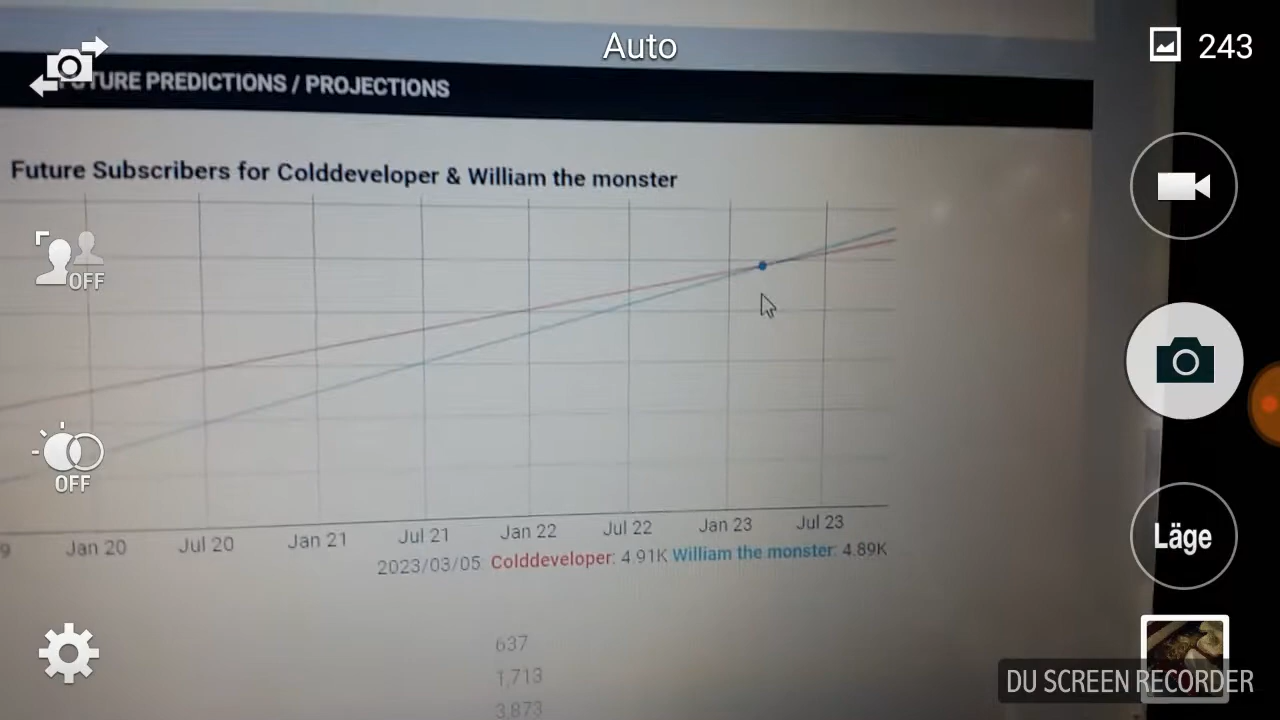 Auto
243
FUTURE PREDICTIONS / PROJECTIONS
Future Subscribers for Colddeveloper & William the monster
OFF
OFF
9 Jan 20 Jul 20 Jan 21 Jul 21 Jan 22 Jul 22 Jan 23 Jul 23
2023/03/05 Colddeveloper: 4.91K William the monster: 4.89K
Läge
637
1,713
3,873
DU SCREEN RECORDER